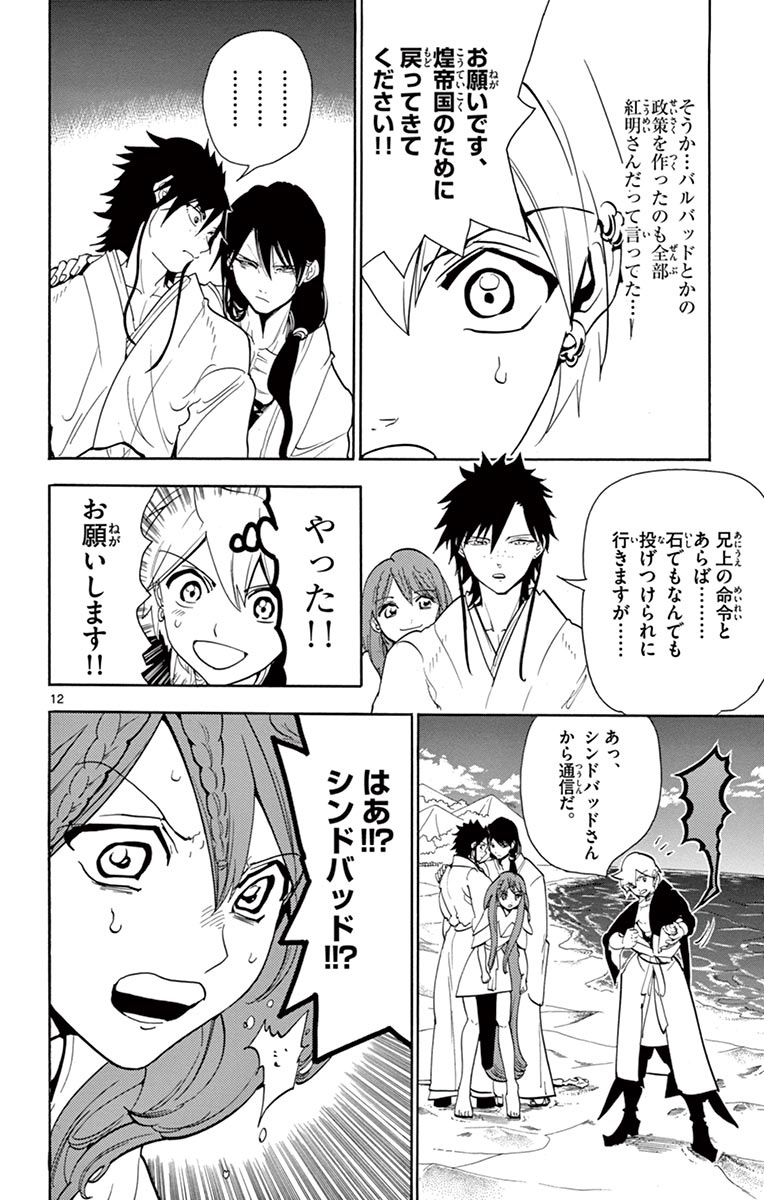 そうか…バルバッドとかの
政策を作ったのも全部
紅明さんだって言ってた…
お願いです、
煌帝国のために
戻ってきて
ください!!
………
………
………
兄上の命令と
あらば………
石でもなんでも
投げつけられに
行きますが……
やった!!
お願いします!!
あっ、
シンドバッドさん
から通信だ。
はあ!!?
シンドバッド!!?
12